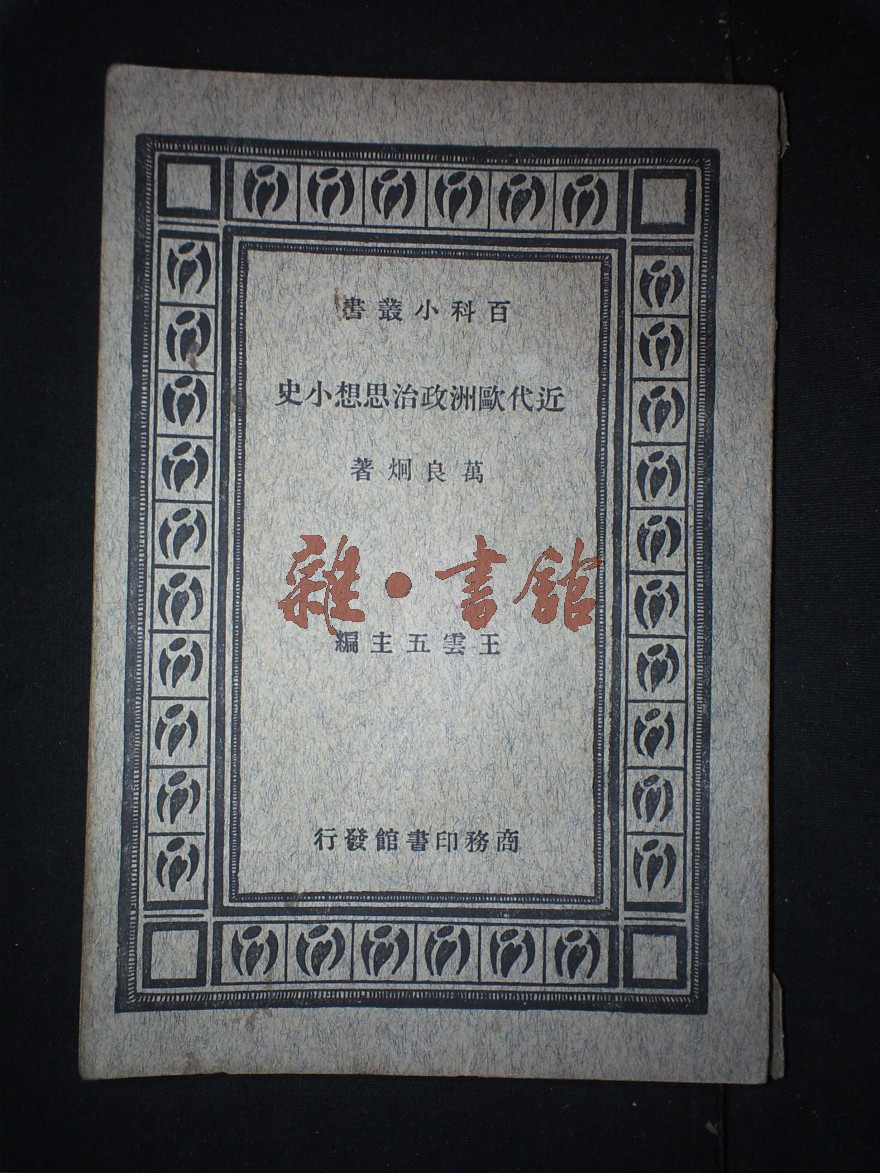 百科小叢書
近代歐洲政治思想小史
萬良炯著
雜·書館
王雲五主編
商務印書館發行